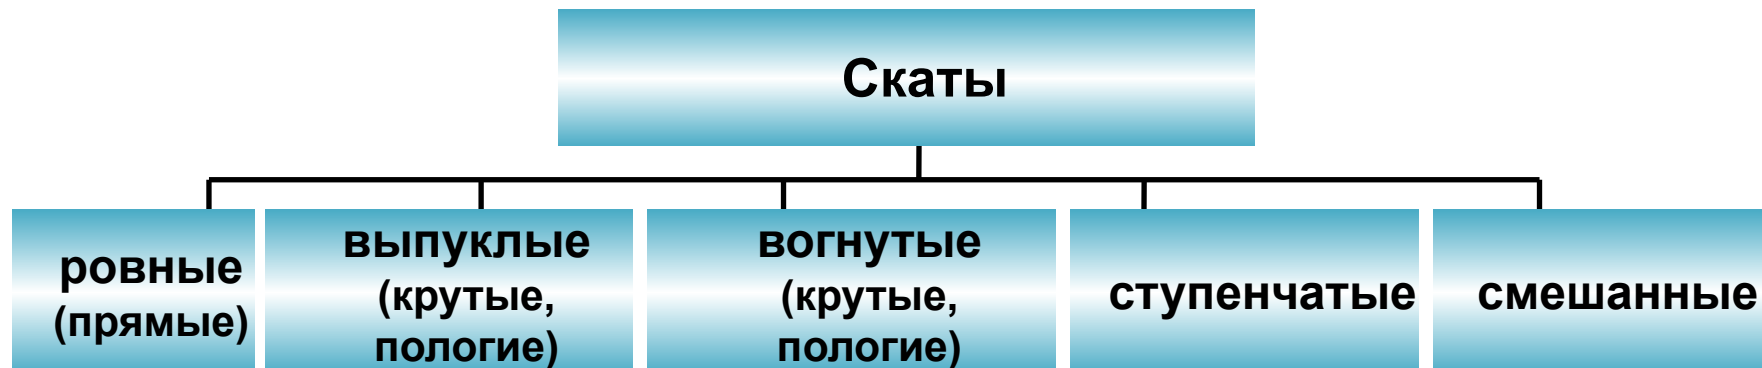 Скаты
ровные
(прямые)
выпуклые
(крутые,
пологие)
вогнутые
(крутые,
пологие)
ступенчатые
смешанные